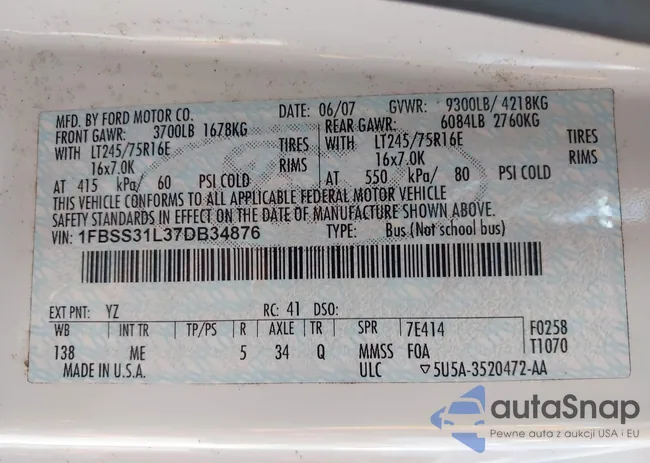 MFD. BY FORD MOTOR CO. DATE: 06/07 GVWR: 9300LB/ 4218KG
FRONT GAWR: 3700LB 1678KG REAR GAWR: 6084LB 2760KG
WITH LT245/75R16E TIRES WITH LT245/75R16E TIRES
16x7.0K RIMS 16x7.0K RIMS
AT 415 kPa/ 60 PSI COLD AT 550 kPa/ 80 PSI COLD
THIS VEHICLE CONFORMS TO ALL APPLICABLE FEDERAL MOTOR VEHICLE
SAFETY STANDARDS IN EFFECT ON THE DATE OF MANUFACTURE SHOWN ABOVE.
VIN: 1FBSS31L37DB34876 TYPE: Bus (Not school bus)
EXT PNT: YZ RC: 41 DSO:
WB INT TR TP/PS R AXLE TR SPR 7E414 F0258
138 ME 5 34 Q MMSS F0A T1070
MADE IN U.S.A. ULC ▽5U5A-3520472-AA
autaSnap
Pewne auta z aukcji USA i EU